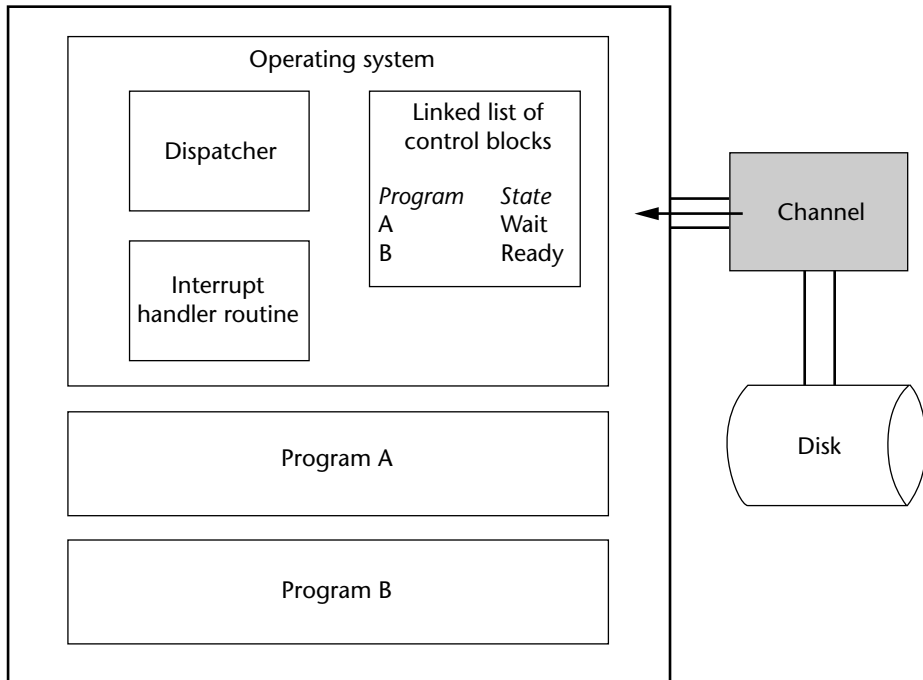 Operating system
Dispatcher
Linked list of
control blocks
Program State
A Wait
B Ready
Interrupt
handler routine
Channel
Program A
Disk
Program B